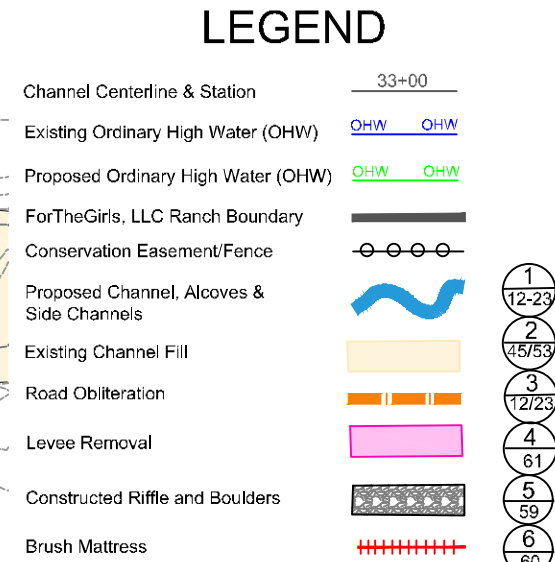 LEGEND
Channel Centerline & Station 33+00
Existing Ordinary High Water (OHW) OHW OHW
Proposed Ordinary High Water (OHW) OHW OHW
ForTheGirls, LLC Ranch Boundary
Conservation Easement/Fence
Proposed Channel, Alcoves &
Side Channels
1
12-23
Existing Channel Fill
2
45/53
Road Obliteration
3
12/23
Levee Removal
4
61
Constructed Riffle and Boulders
5
59
Brush Mattress
6
60